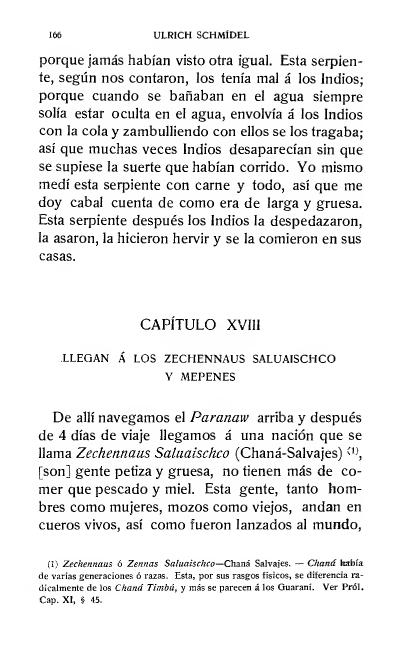 166 ULRICH SCHMÍDEL
porque jamás habían visto otra igual. Esta serpien-
te, según nos contaron, los tenía mal á los Indios;
porque cuando se bañaban en el agua siempre
solía estar oculta en el agua, envolvía á los Indios
con la cola y zambulliendo con ellos se los tragaba;
así que muchas veces Indios desaparecían sin que
se supiese la suerte que habían corrido. Yo mismo
medí esta serpiente con carne y todo, así que me
doy cabal cuenta de como era de larga y gruesa.
Esta serpiente después los Indios la despedazaron,
la asaron, la hicieron hervir y se la comieron en sus
casas.
CAPÍTULO XVIII
LLEGAN Á LOS ZECHENNAUS SALUAISCHCO
Y MEPENES
De allí navegamos el Paranaw arriba y después
de 4 días de viaje llegamos á una nación que se
llama Zechennaus Saluaischco (Chaná-Salvajes) (1),
[son] gente petiza y gruesa, no tienen más de co-
mer que pescado y miel. Esta gente, tanto hom-
bres como mujeres, mozos como viejos, andan en
cueros vivos, así como fueron lanzados al mundo,
(1) Zechennaus ó Zennas Saluaischco—Chaná Salvajes. — Chaná había
de varias generaciones ó razas. Esta, por sus rasgos físicos, se diferencia ra-
dicalmente de los Chaná Timbú, y más se parecen á los Guaraní. Ver Pról.
Cap. XI, § 45.